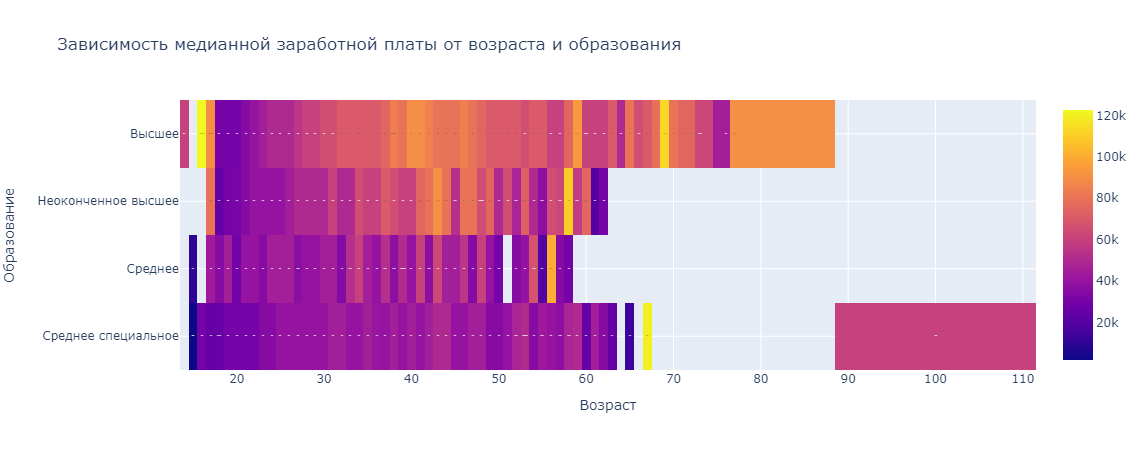 Зависимость медианной заработной платы от возраста и образования
Образование
Высшее
Неоконченное высшее
Среднее
Среднее специальное
20 30 40 50 60 70 80 90 100 110
Возраст
120k
100k
80k
60k
40k
20k